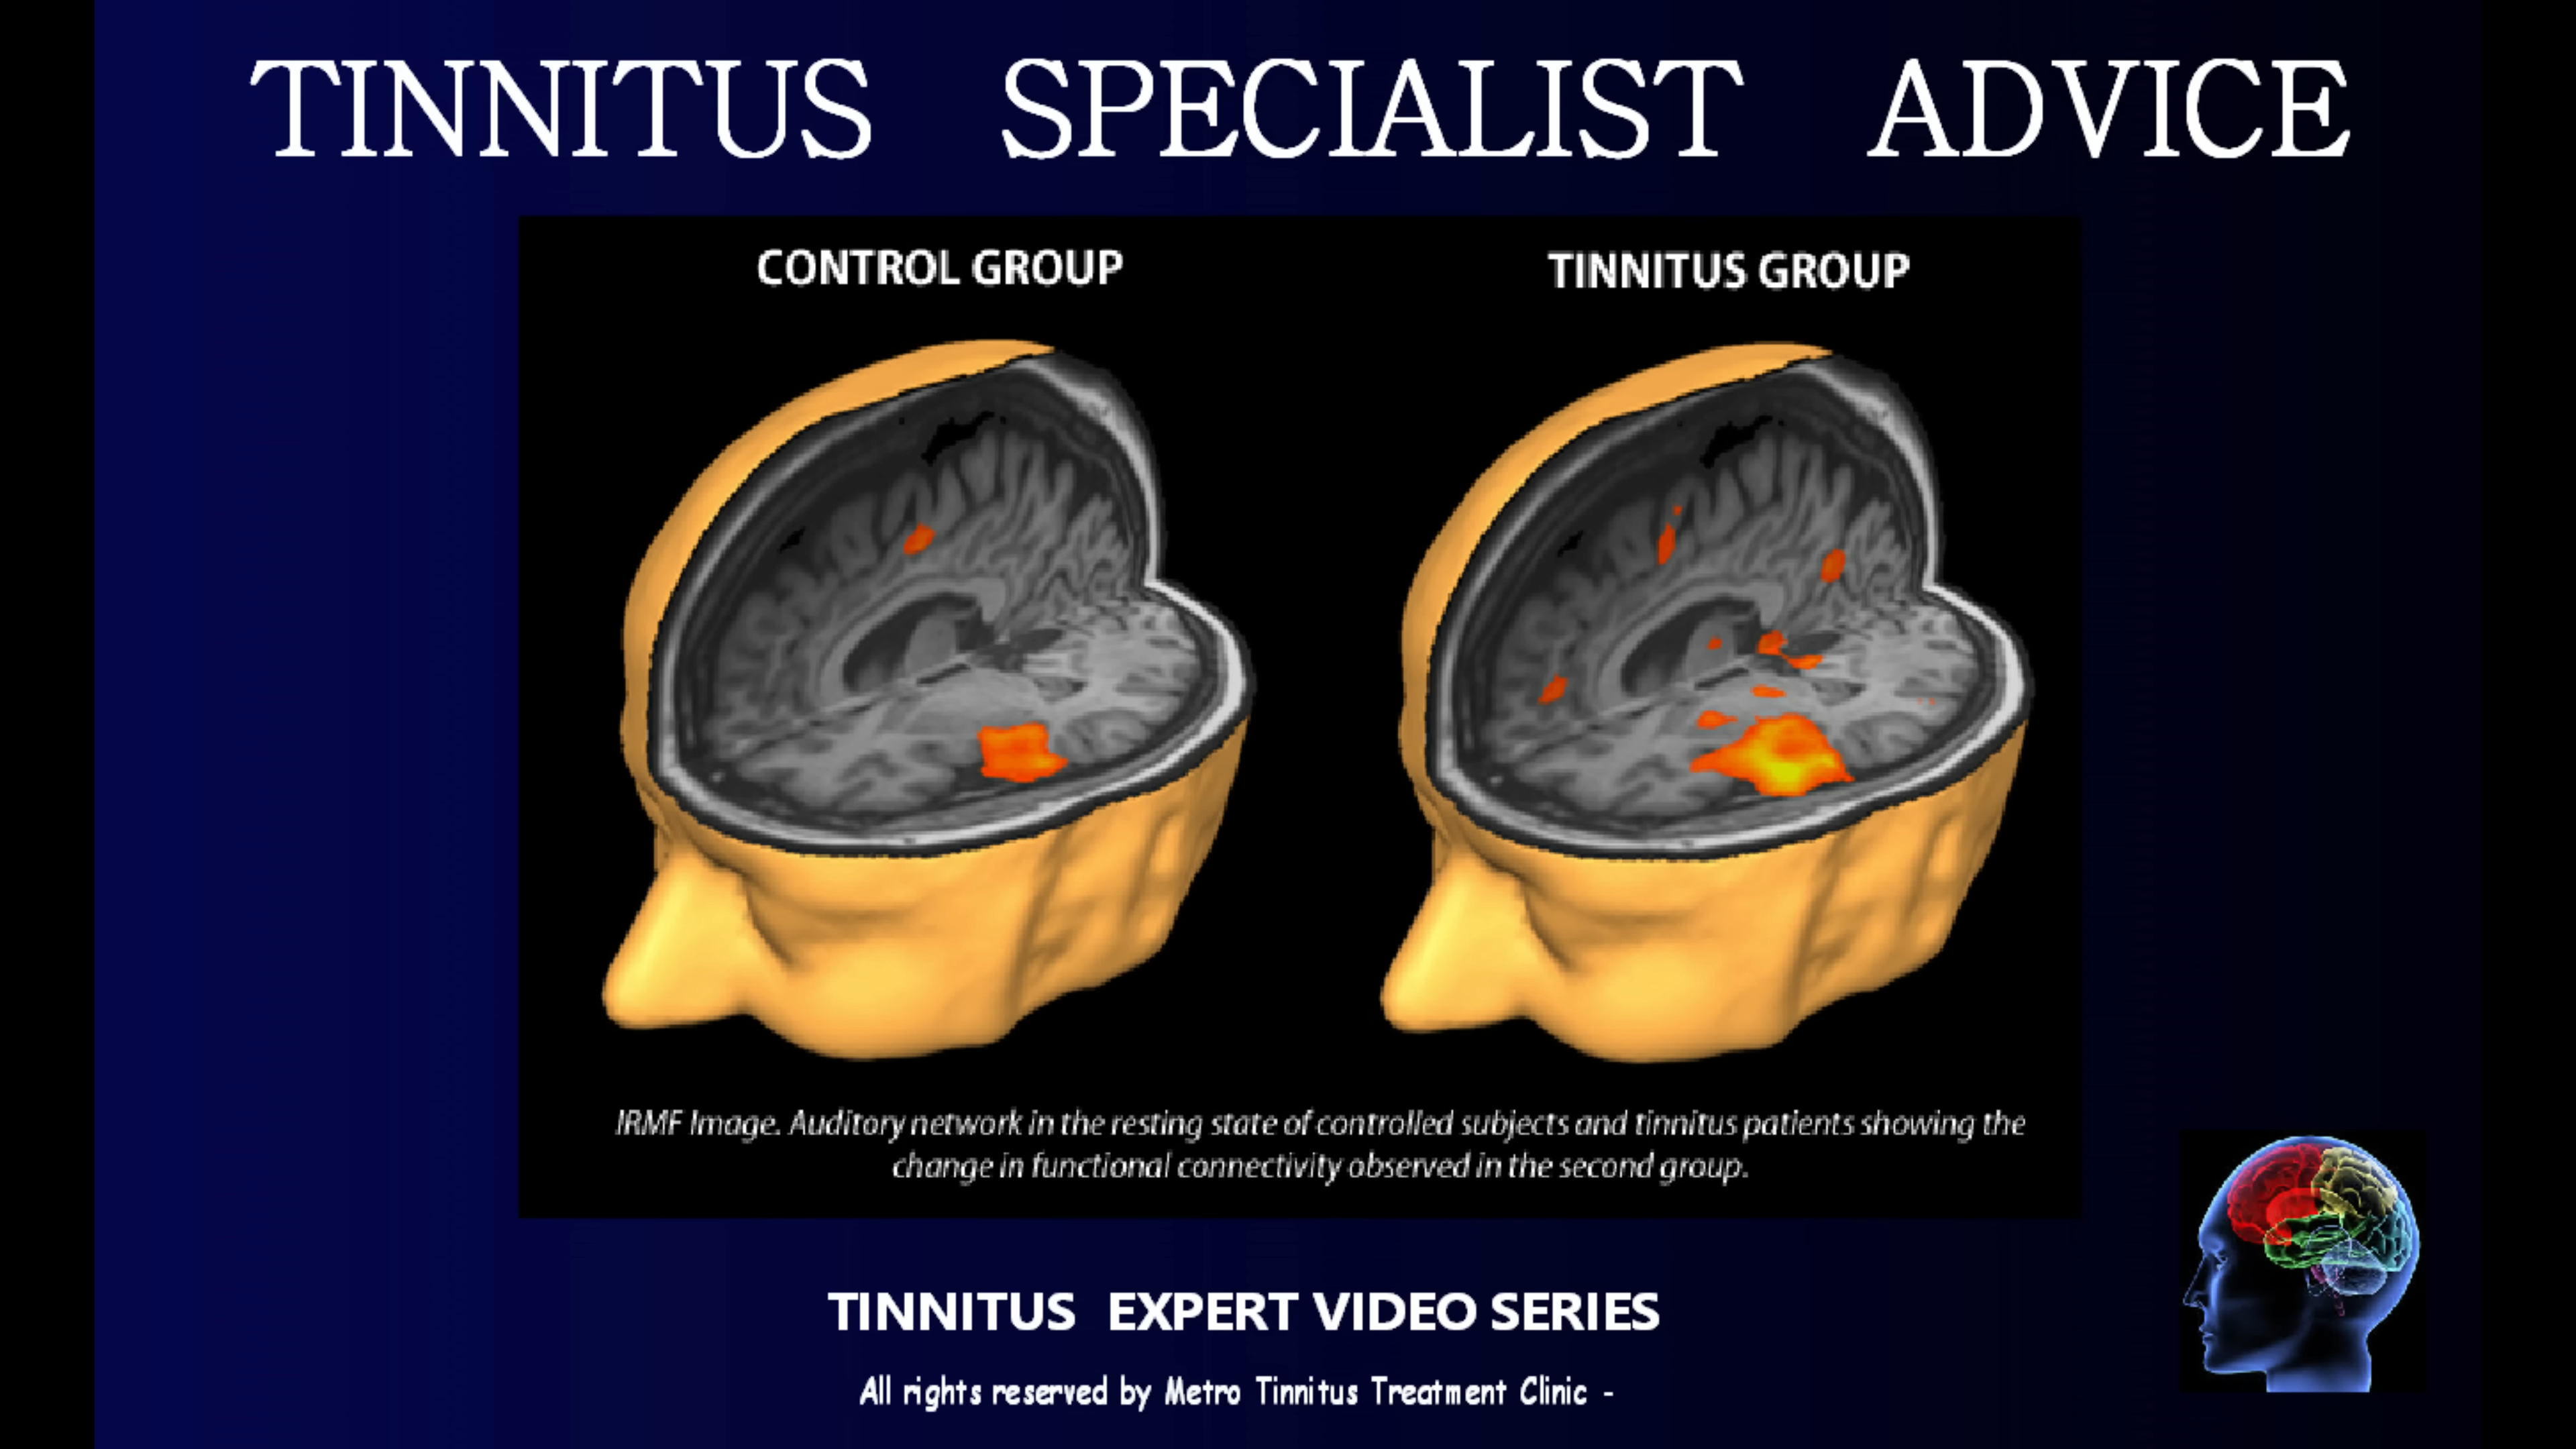 TINNITUS SPECIALIST ADVICE
CONTROL GROUP
TINNITUS GROUP
IRMF Image. Auditory network in the resting state of controlled subjects and tinnitus patients showing the
change in functional connectivity observed in the second group.
TINNITUS EXPERT VIDEO SERIES
All rights reserved by Metro Tinnitus Treatment Clinic -